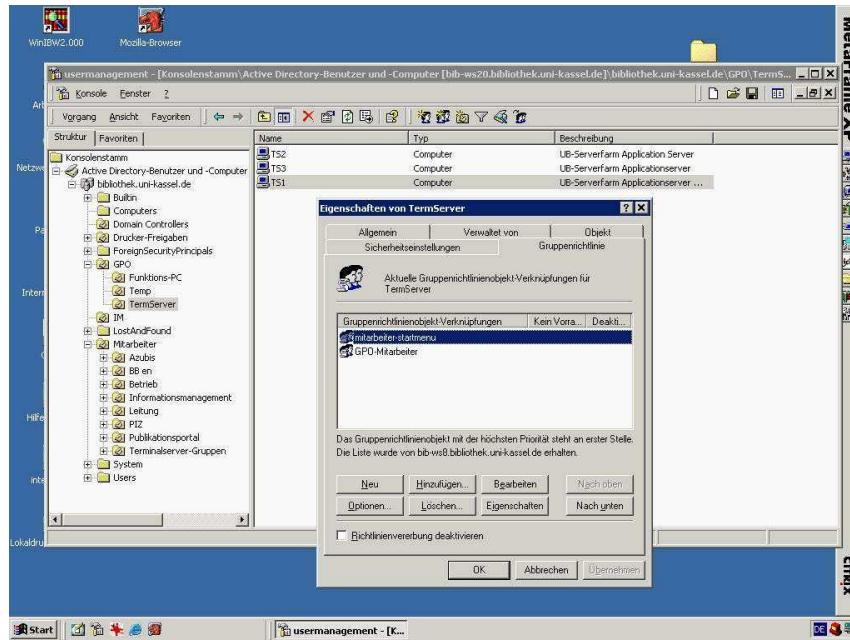 WinIBW2.000
Mozilla-Browser
Metaframe XP
usermanagement - [Konsolenstamm\Active Directory-Benutzer und -Computer [bib-ws20.bibliothek.uni-kassel.de]\bibliothek.uni-kassel.de\GPO\TermS...
Konsole Fenster ?
Vorgang Ansicht Favoriten
Struktur Favoriten
Name Typ Beschreibung
Konsolenstamm
Active Directory-Benutzer und -Computer
bibliothek.uni-kassel.de
Builtin
Computers
Domain Controllers
Drucker-Freigaben
ForeignSecurityPrincipals
GPO
Funktions-PC
Temp
TermServer
IM
LostAndFound
Mitarbeiter
Azubis
BB en
Betrieb
Informationsmanagement
Leitung
PIZ
Publikationsportal
Terminalserver-Gruppen
System
Users
TS2 Computer UB-Serverfarm Application Server
TS3 Computer UB-Serverfarm Applicationserver
TS1 Computer UB-Serverfarm Applicationserver ...
Eigenschaften von TermServer
Allgemein Verwaltet von Objekt
Sicherheitseinstellungen Gruppenrichtlinie
Aktuelle Gruppenrichtlinienobjekt-Verknüpfungen für
TermServer
Gruppenrichtlinienobjekt-Verknüpfungen Kein Vorra... Deakti...
mitarbeiter-startmenu
GPO-Mitarbeiter
Das Gruppenrichtlinienobjekt mit der höchsten Priorität steht an erster Stelle.
Die Liste wurde von bib-ws8.bibliothek.uni-kassel.de erhalten.
Neu Hinzufügen... Bearbeiten Nach oben
Optionen... Löschen... Eigenschaften Nach unten
Richtlinienvererbung deaktivieren
OK Abbrechen Übernehmen
Netzw
Intern
Hilfe
inte
Lokaldru
CITRIX
Start
usermanagement - [K...
DE